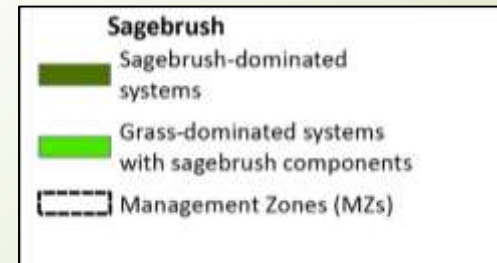 Sagebrush
Sagebrush-dominated
systems
Grass-dominated systems
with sagebrush components
Management Zones (MZs)